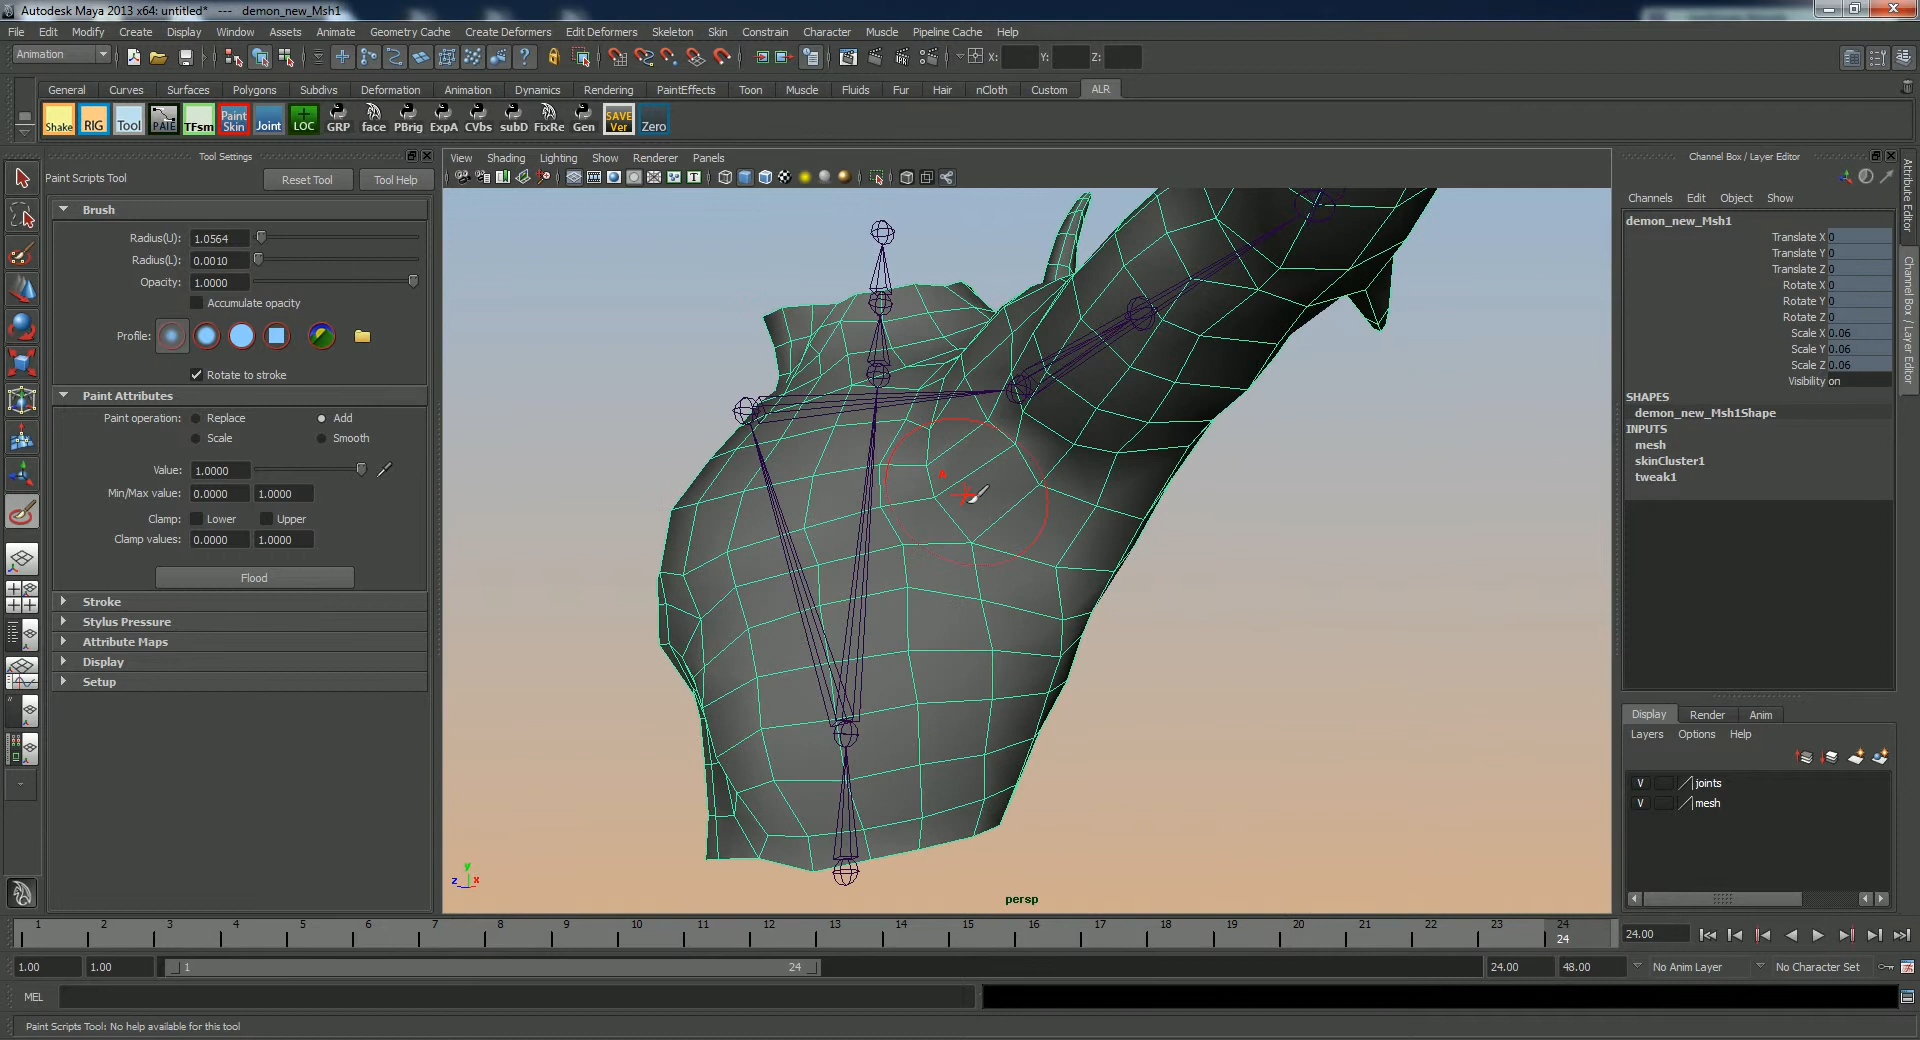 Autodesk Maya 2013 x64: untitled*   ---   demon_new_Msh1
File Edit Modify Create Display Window Assets Animate Geometry Cache Create Deformers Edit Deformers Skeleton Skin Constrain Character Muscle Pipeline Cache Help
Animation X: Y: Z:
General Curves Surfaces Polygons Subdivs Deformation Animation Dynamics Rendering PaintEffects Toon Muscle Fluids Fur Hair nCloth Custom ALR
Shake RIG Tool PAIE TFsm Paint Skin Joint LOC GRP face PBrig ExpA CVbs subD FixRe Gen SAVE Ver Zero
Tool Settings
Paint Scripts Tool Reset Tool Tool Help
Brush
Radius(U): 1.0564
Radius(L): 0.0010
Opacity: 1.0000
Accumulate opacity
Profile:
Rotate to stroke
Paint Attributes
Paint operation: Replace Add
Scale Smooth
Value: 1.0000
Min/Max value: 0.0000 1.0000
Clamp: Lower Upper
Clamp values: 0.0000 1.0000
Flood
Stroke
Stylus Pressure
Attribute Maps
Display
Setup
View Shading Lighting Show Renderer Panels
A
y
z x
persp
Channel Box / Layer Editor
Channels Edit Object Show
demon_new_Msh1
Translate X 0
Translate Y 0
Translate Z 0
Rotate X 0
Rotate Y 0
Rotate Z 0
Scale X 0.06
Scale Y 0.06
Scale Z 0.06
Visibility on
SHAPES
demon_new_Msh1Shape
INPUTS
mesh
skinCluster1
tweak1
Attribute Editor
Channel Box / Layer Editor
Display Render Anim
Layers Options Help
V joints
V mesh
1 2 3 4 5 6 7 8 9 10 11 12 13 14 15 16 17 18 19 20 21 22 23 24
24
24.00
1.00 1.00 1 24 24.00 48.00 No Anim Layer No Character Set
MEL
Paint Scripts Tool: No help available for this tool